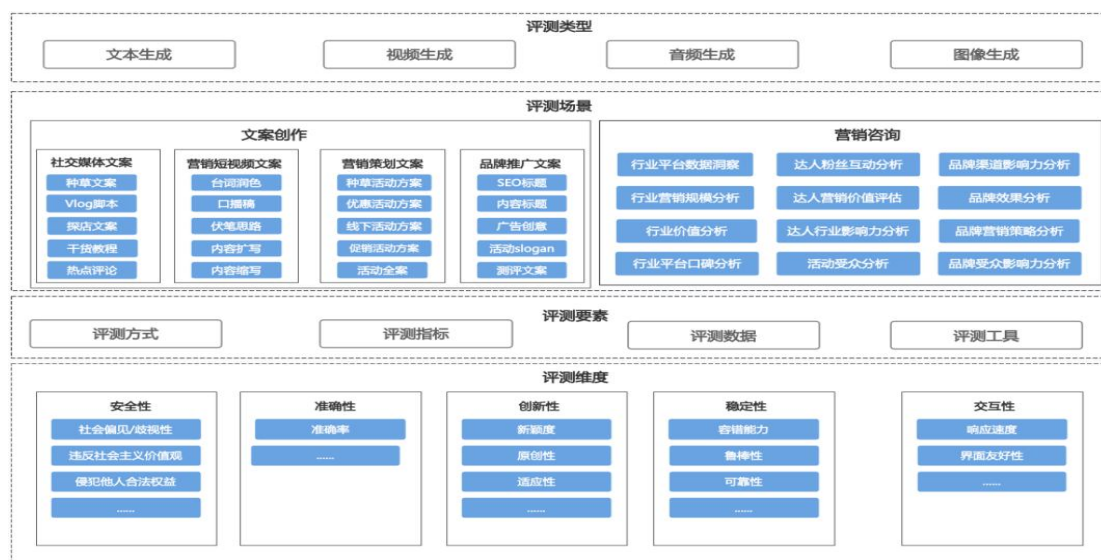 评测类型
文本生成
视频生成
音频生成
图像生成
评测场景
文案创作
社交媒体文案
种草文案
Vlog脚本
探店文案
干货教程
热点评论
营销短视频文案
台词润色
口播稿
伏笔思路
内容扩写
内容缩写
营销策划文案
种草活动方案
优惠活动方案
线下活动方案
促销活动方案
活动全案
品牌推广文案
SEO标题
内容标题
广告创意
活动slogan
测评文案
营销咨询
行业平台数据洞察
达人粉丝互动分析
品牌渠道影响力分析
行业营销规模分析
达人营销价值评估
品牌效果分析
行业价值分析
达人行业影响力分析
品牌营销策略分析
行业平台口碑分析
活动受众分析
品牌受众影响力分析
评测要素
评测方式
评测指标
评测数据
评测工具
评测维度
安全性
社会偏见/歧视性
违反社会主义价值观
侵犯他人合法权益
......
准确性
准确率
......
创新性
新颖度
原创性
适应性
......
稳定性
容错能力
鲁棒性
可靠性
......
交互性
响应速度
界面友好性
......